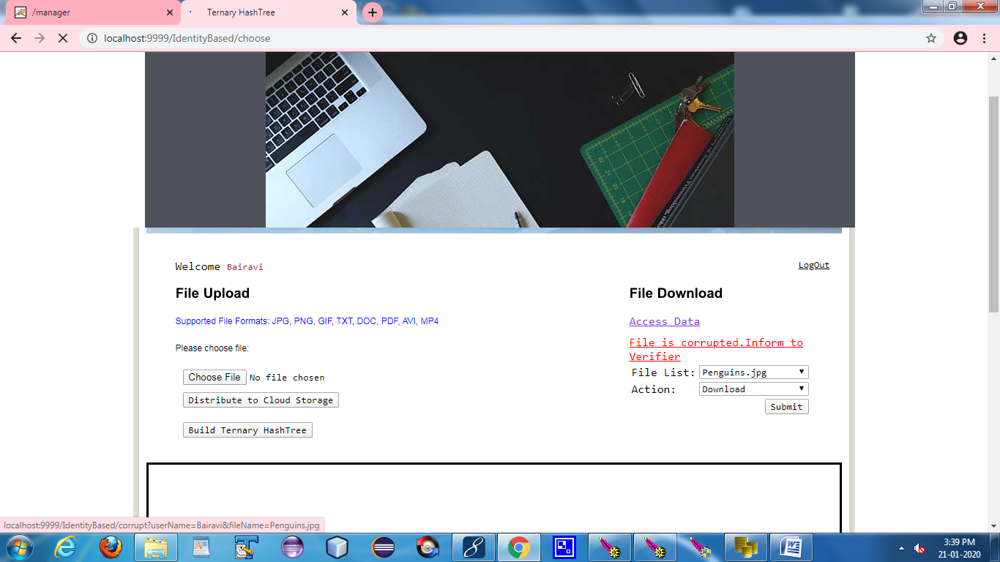 /manager
Ternary HashTree
localhost:9999/IdentityBased/choose
Welcome Bairavi
LogOut
File Upload
File Download
Supported File Formats: JPG, PNG, GIF, TXT, DOC, PDF, AVI, MP4
Access Data
Please choose file:
File is corrupted.Inform to
Verifier
Choose File No file chosen
File List: Penguins.jpg
Action: Download
Distribute to Cloud Storage
Submit
Build Ternary HashTree
localhost:9999/IdentityBased/corrupt?userName=Bairavi&fileName=Penguins.jpg
3:39 PM
21-01-2020